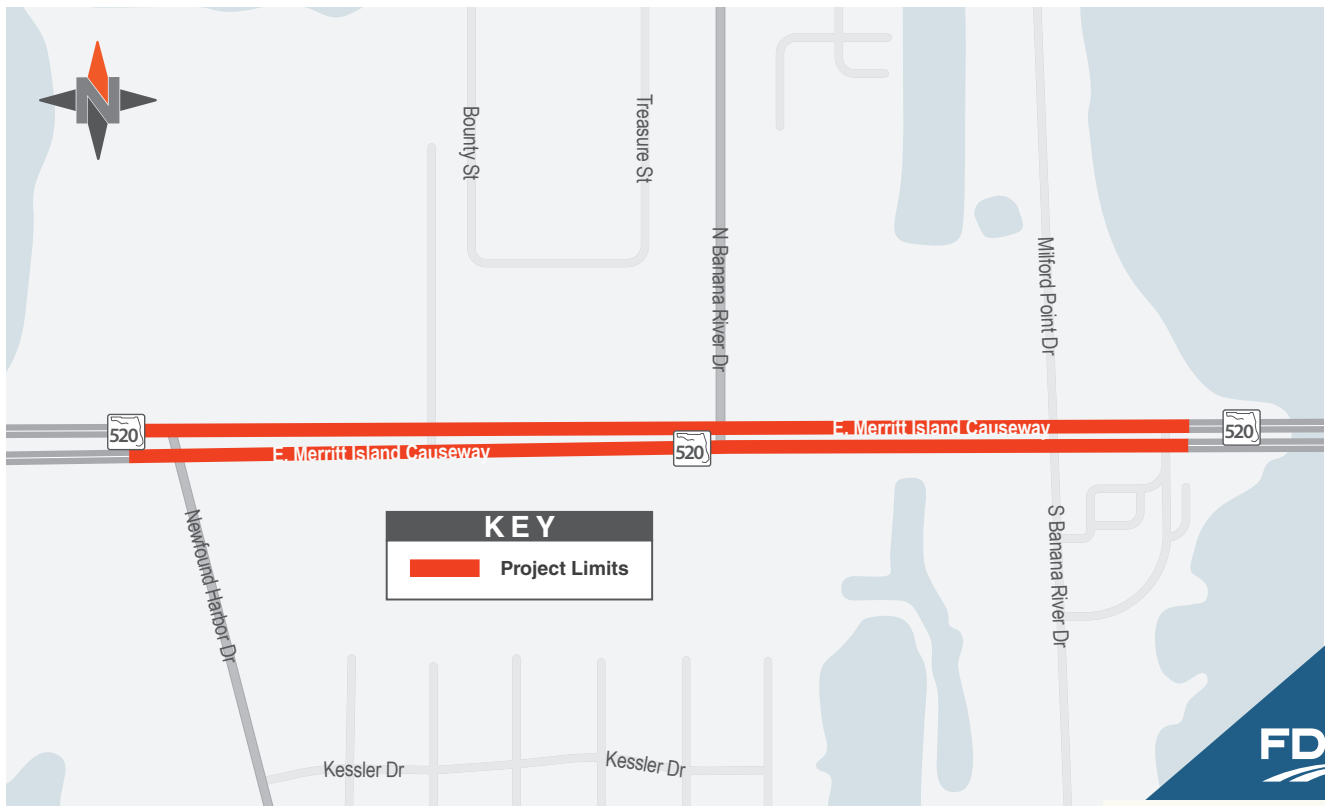 N
Bounty St
Treasure St
N Banana River Dr
Milford Point Dr
520
E. Merritt Island Causeway
520
E. Merritt Island Causeway
520
Newfound Harbor Dr
KEY
Project Limits
S Banana River Dr
Kessler Dr
Kessler Dr
FD